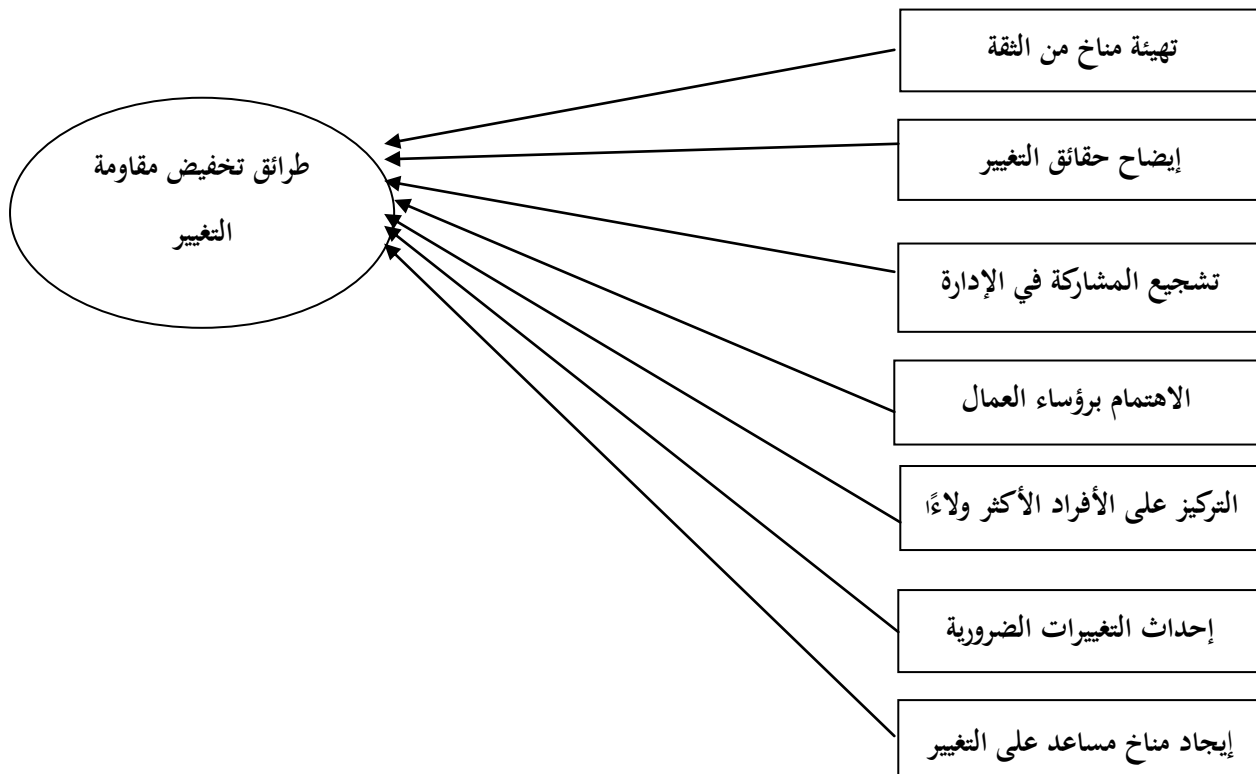 تهيئة مناخ من الثقة
إيضاح حقائق التغيير
تشجيع المشاركة في الإدارة
الاهتمام برؤساء العمال
التركيز على الأفراد الأكثر ولاءًا
إحداث التغييرات الضرورية
إيجاد مناخ مساعد على التغيير
طرائق تخفيض مقاومة
التغيير